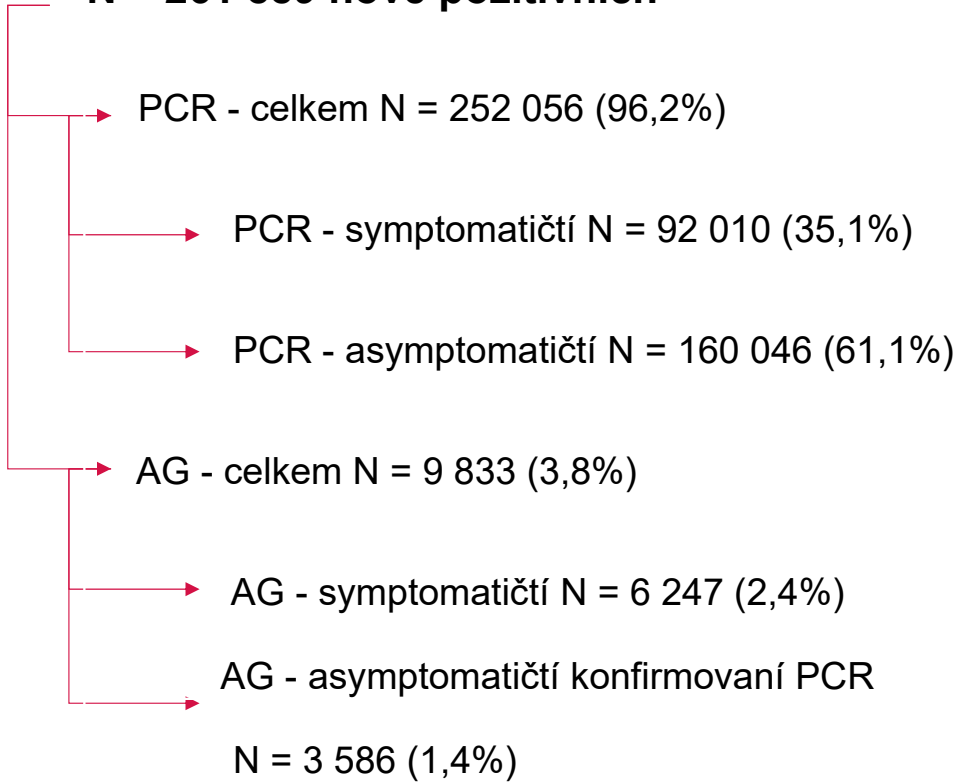 PCR - celkem N = 252 056 (96,2%)
PCR - symptomatičtí N = 92 010 (35,1%)
PCR - asymptomatičtí N = 160 046 (61,1%)
AG - celkem N = 9 833 (3,8%)
AG - symptomatičtí N = 6 247 (2,4%)
AG - asymptomatičtí konfirmovaní PCR
N = 3 586 (1,4%)